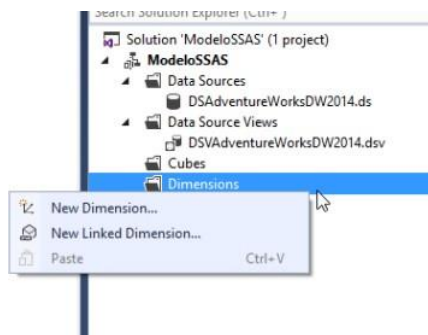 Search Solution Explorer (Ctrl+ )
Solution 'ModeloSSAS' (1 project)
ModeloSSAS
Data Sources
DSAdventureWorksDW2014.ds
Data Source Views
DSVAdventureWorksDW2014.dsv
Cubes
Dimensions
New Dimension...
New Linked Dimension...
Paste Ctrl+V